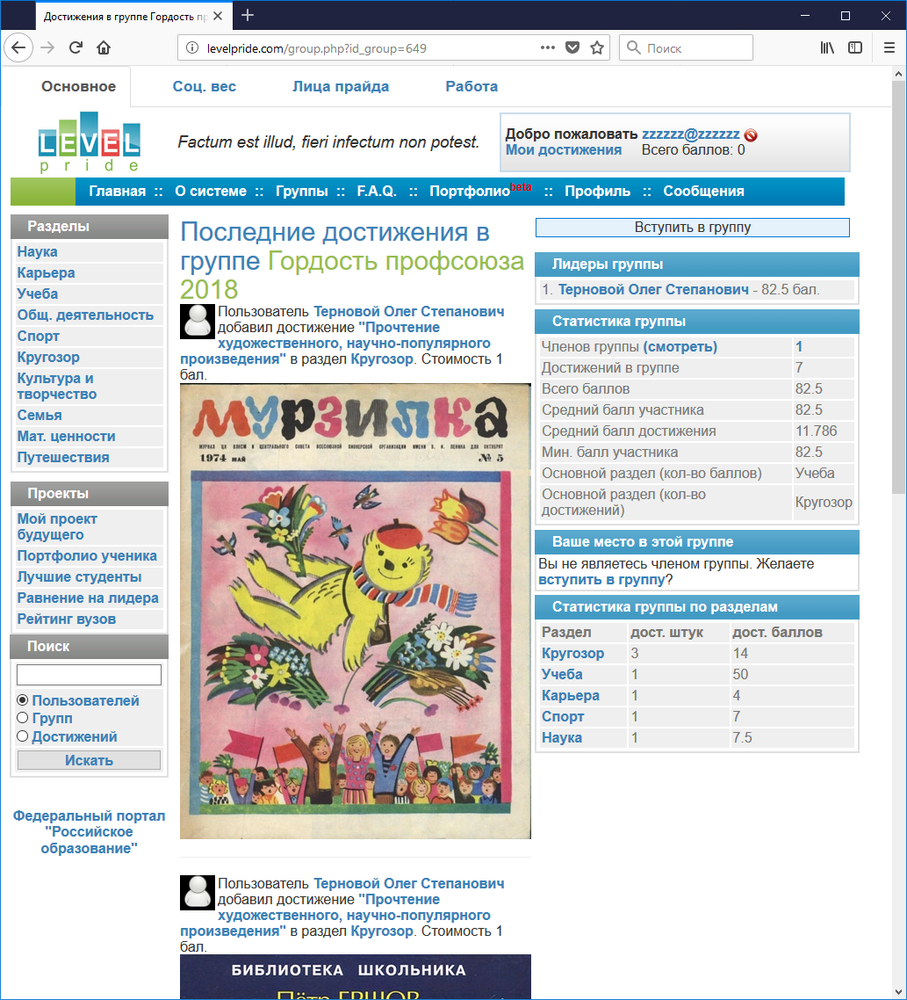 Достижения в группе Гордость пр
levelpride.com/group.php?id_group=649
Поиск
Основное
Соц. вес
Лица прайда
Работа
LEVEL
pride
Factum est illud, fieri infectum non potest.
Добро пожаловать zzzzzz@zzzzzz
Мои достижения Всего баллов: 0
Главная :: О системе :: Группы :: F.A.Q. :: Портфолиоbeta :: Профиль :: Сообщения
Разделы
Наука
Карьера
Учеба
Общ. деятельность
Спорт
Кругозор
Культура и
творчество
Семья
Мат. ценности
Путешествия
Проекты
Мой проект
будущего
Портфолио ученика
Лучшие студенты
Равнение на лидера
Рейтинг вузов
Поиск
Пользователей
Групп
Достижений
Искать
Федеральный портал
"Российское
образование"
Последние достижения в
группе Гордость профсоюза
2018
Пользователь Терновой Олег Степанович
добавил достижение "Прочтение
художественного, научно-популярного
произведения" в раздел Кругозор. Стоимость 1
бал.
МУРЗИЛКА
ЖУРНАЛ ЦК ВЛКСМ И ЦЕНТРАЛЬНОГО СОВЕТА ВСЕСОЮЗНОЙ ПИОНЕРСКОЙ ОРГАНИЗАЦИИ ИМЕНИ В. И. ЛЕНИНА ДЛЯ ОКТЯБРЯТ
1974 МАЙ № 5
Пользователь Терновой Олег Степанович
добавил достижение "Прочтение
художественного, научно-популярного
произведения" в раздел Кругозор. Стоимость 1
бал.
БИБЛИОТЕКА ШКОЛЬНИКА
Пётр ЕРШОВ
Вступить в группу
Лидеры группы
1. Терновой Олег Степанович - 82.5 бал.
Статистика группы
Членов группы (смотреть) 1
Достижений в группе 7
Всего баллов 82.5
Средний балл участника 82.5
Средний балл достижения 11.786
Мин. балл участника 82.5
Основной раздел (кол-во баллов) Учеба
Основной раздел (кол-во
достижений) Кругозор
Ваше место в этой группе
Вы не являетесь членом группы. Желаете
вступить в группу?
Статистика группы по разделам
Раздел дост. штук дост. баллов
Кругозор 3 14
Учеба 1 50
Карьера 1 4
Спорт 1 7
Наука 1 7.5